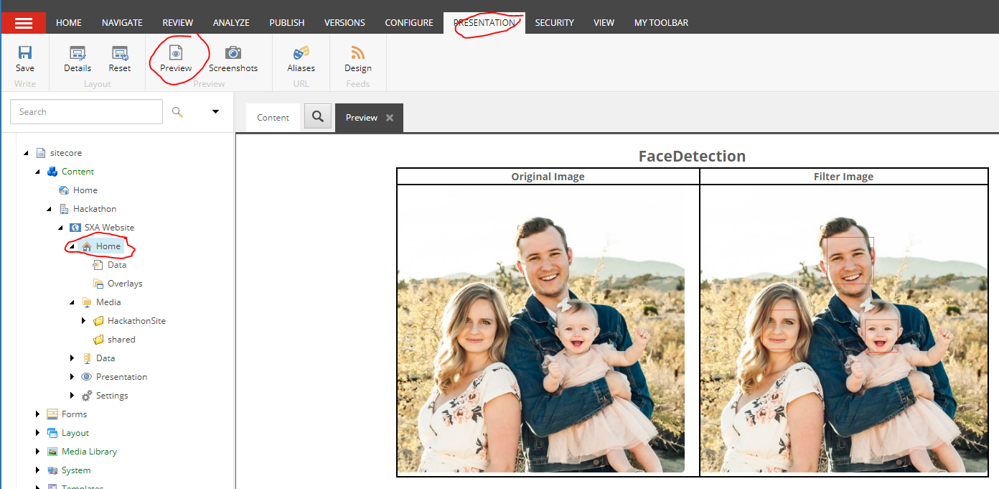 HOME NAVIGATE REVIEW ANALYZE PUBLISH VERSIONS CONFIGURE PRESENTATION SECURITY VIEW MY TOOLBAR
Save Details Reset Preview Screenshots Aliases Design
Write Layout Preview URL Feeds
Search
Content Preview
sitecore
Content
Home
Hackathon
SXA Website
Home
Data
Overlays
Media
HackathonSite
shared
Data
Presentation
Settings
Forms
Layout
Media Library
System
Templates
FaceDetection
Original Image Filter Image